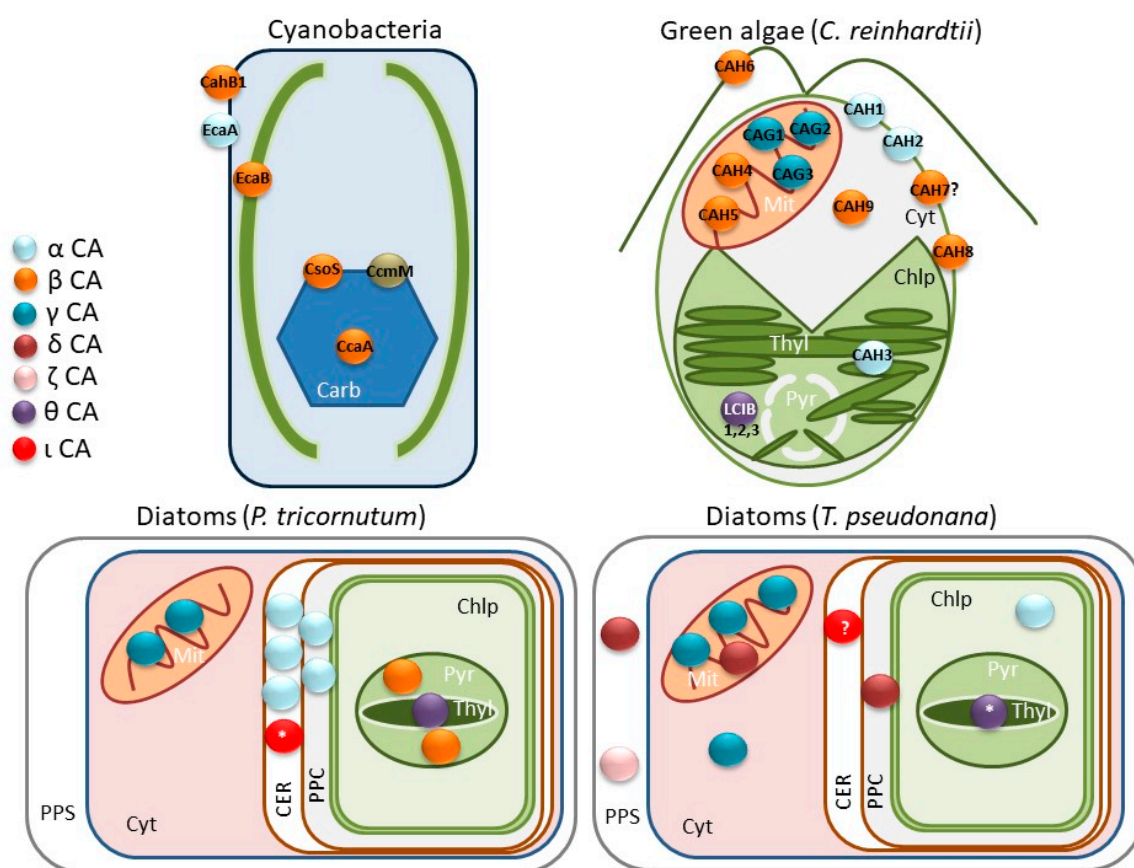 Cyanobacteria
CahB1
EcaA
EcaB
CsoS
CcmM
CcaA
Carb
Green algae (C. reinhardtii)
CAH6
CAH1
CAH2
CAG1
CAG2
CAG3
CAH4
CAH5
Mit
CAH9
CAH7?
Cyt
CAH8
Chlp
Thyl
CAH3
Pyr
LCIB
1,2,3
α CA
β CA
γ CA
δ CA
ζ CA
θ CA
ι CA
Diatoms (P. tricornutum)
Mit
Chlp
Pyr
Thyl
*
CER
PPC
PPS
Cyt
Diatoms (T. pseudonana)
Mit
?
Chlp
Pyr
* Thyl
CER
PPC
PPS
Cyt